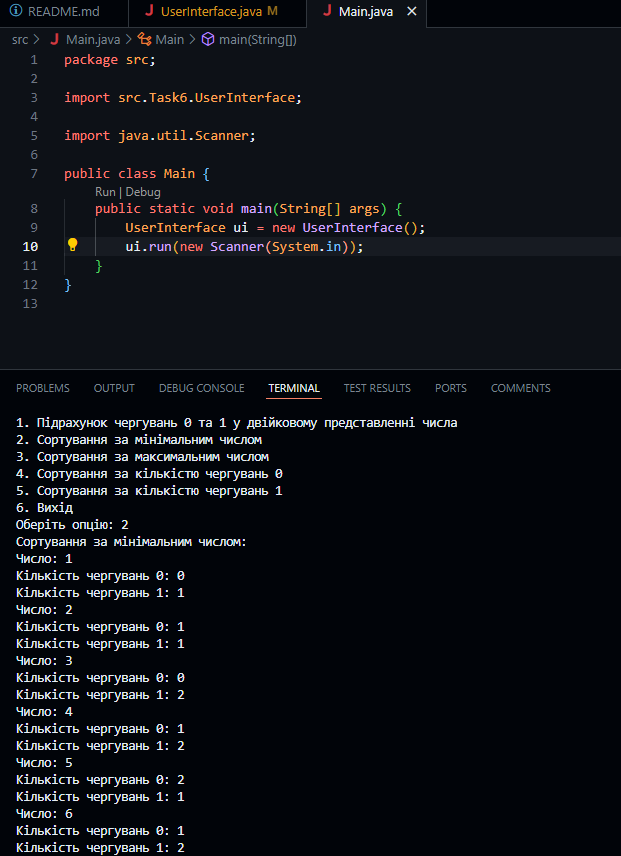 README.md UserInterface.java M Main.java
src > Main.java > Main > main(String[])
1 package src;
2
3 import src.Task6.UserInterface;
4
5 import java.util.Scanner;
6
7 public class Main {
Run | Debug
8 public static void main(String[] args) {
9 UserInterface ui = new UserInterface();
10 ui.run(new Scanner(System.in));
11 }
12 }
13
PROBLEMS OUTPUT DEBUG CONSOLE TERMINAL TEST RESULTS PORTS COMMENTS
1. Підрахунок чергувань 0 та 1 у двійковому представленні числа
2. Сортування за мінімальним числом
3. Сортування за максимальним числом
4. Сортування за кількістю чергувань 0
5. Сортування за кількістю чергувань 1
6. Вихід
Оберіть опцію: 2
Сортування за мінімальним числом:
Число: 1
Кількість чергувань 0: 0
Кількість чергувань 1: 1
Число: 2
Кількість чергувань 0: 1
Кількість чергувань 1: 1
Число: 3
Кількість чергувань 0: 0
Кількість чергувань 1: 2
Число: 4
Кількість чергувань 0: 1
Кількість чергувань 1: 2
Число: 5
Кількість чергувань 0: 2
Кількість чергувань 1: 1
Число: 6
Кількість чергувань 0: 1
Кількість чергувань 1: 2